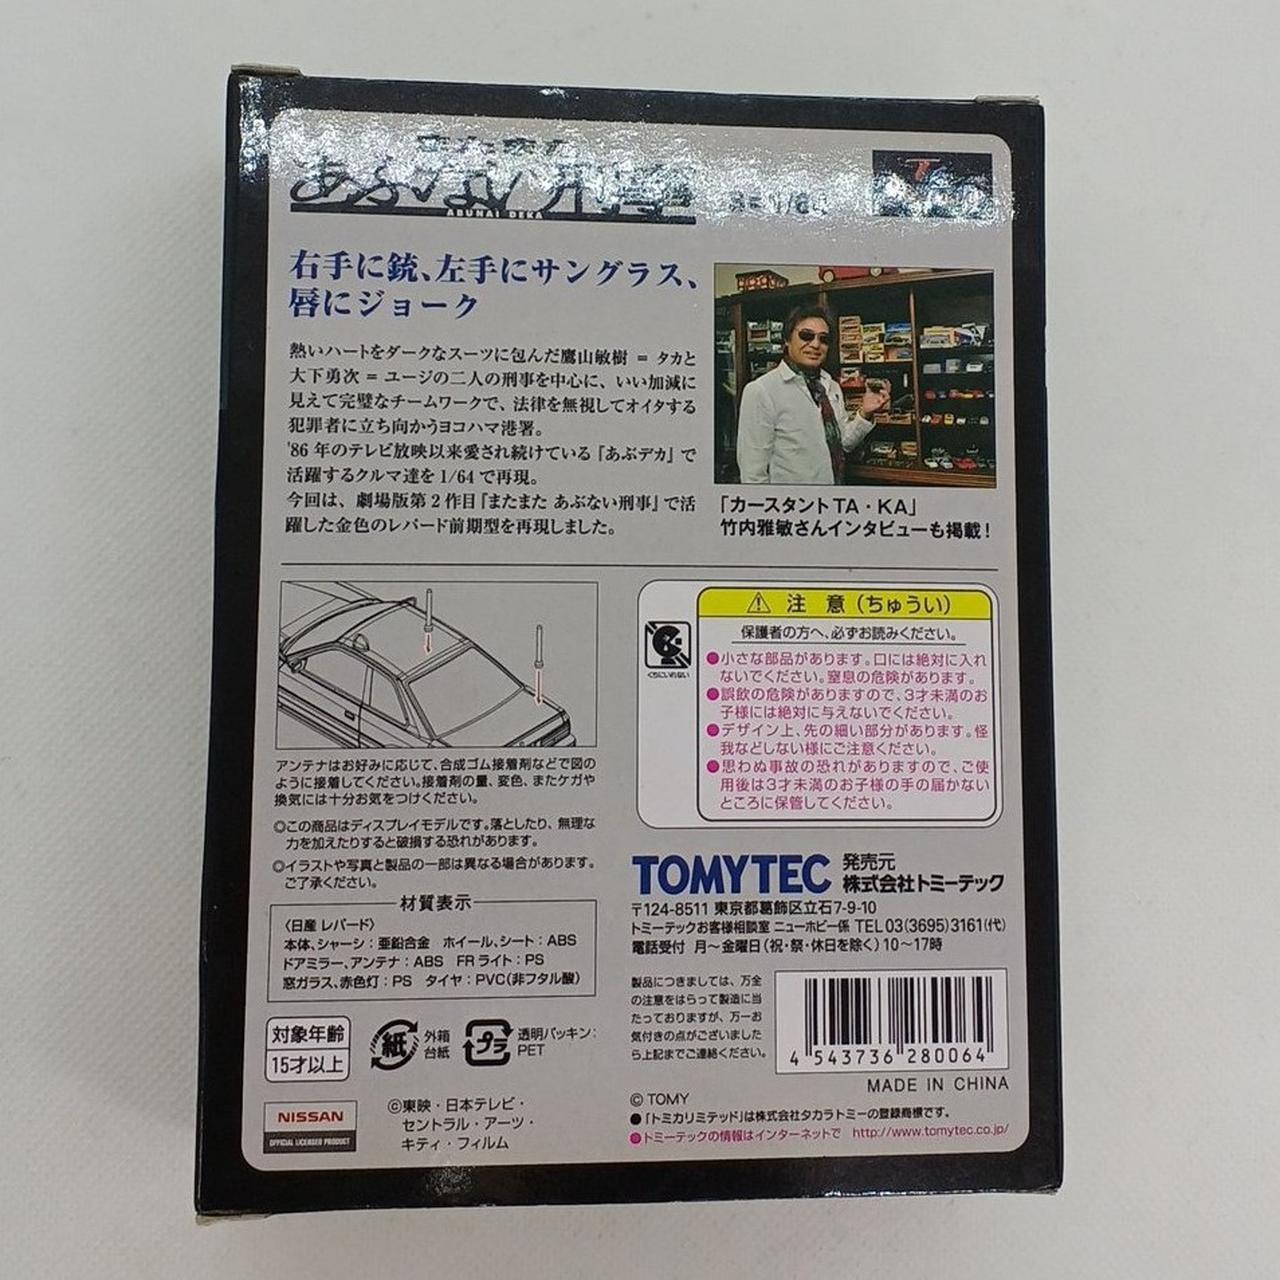 またまた
あぶない刑事
ABUNAI DEKA
右手に銃、左手にサングラス、
唇にジョーク
熱いハートをダークなスーツに包んだ鷹山敏樹 = タカと
大下勇次 = ユージの二人の刑事を中心に、いい加減に
見えて完璧なチームワークで、法律を無視してオイタする
犯罪者に立ち向かうヨコハマ港署。
'86 年のテレビ放映以来愛され続けている『あぶデカ』で
活躍するクルマ達を 1/64 で再現。
今回は、劇場版第2作目『またまた あぶない刑事』で活
躍した金色のレパード前期型を再現しました。
「カースタント TA・KA」
竹内雅敏さんインタビューも掲載！
アンテナはお好みに応じて、合成ゴム接着剤などで図の
ように接着してください。接着剤の量、変色、またケガや
換気には十分お気をつけください。
◎この商品はディスプレイモデルです。落としたり、無理な
力を加えたりすると破損する恐れがあります。
◎イラストや写真と製品の一部は異なる場合があります。
ご了承ください。
材質表示
〈日産 レパード〉
本体、シャーシ：亜鉛合金　ホイール、シート：ABS
ドアミラー、アンテナ：ABS　FRライト：PS
窓ガラス、赤色灯：PS　タイヤ：PVC(非フタル酸)
対象年齢
15才以上
紙
外箱
台紙
プラ
透明パッキン：
PET
NISSAN
OFFICIAL LICENSED PRODUCT
©東映・日本テレビ・
セントラル・アーツ・
キティ・フィルム
くちにいれない
⚠ 注　意（ちゅうい）
保護者の方へ、必ずお読みください。
●小さな部品があります。口には絶対に入れ
ないでください。窒息の危険があります。
●誤飲の危険がありますので、3才未満のお
子様には絶対に与えないでください。
●デザイン上、先の細い部分があります。怪
我などしない様にご注意ください。
●思わぬ事故の恐れがありますので、ご使
用後は3才未満のお子様の手の届かない
ところに保管してください。
TOMYTEC 発売元
株式会社トミーテック
〒124-8511 東京都葛飾区立石7-9-10
トミーテックお客様相談室 ニューホビー係 TEL 03(3695)3161(代)
電話受付　月〜金曜日(祝・祭・休日を除く)10〜17時
製品につきましては、万全
の注意をはらって製造に当
たっておりますが、万一お
気付きの点がございました
ら上記までご連絡ください。
4 543736 280064
MADE IN CHINA
© TOMY
●「トミカリミテッド」は株式会社タカラトミーの登録商標です。
●トミーテックの情報はインターネットで　http://www.tomytec.co.jp/